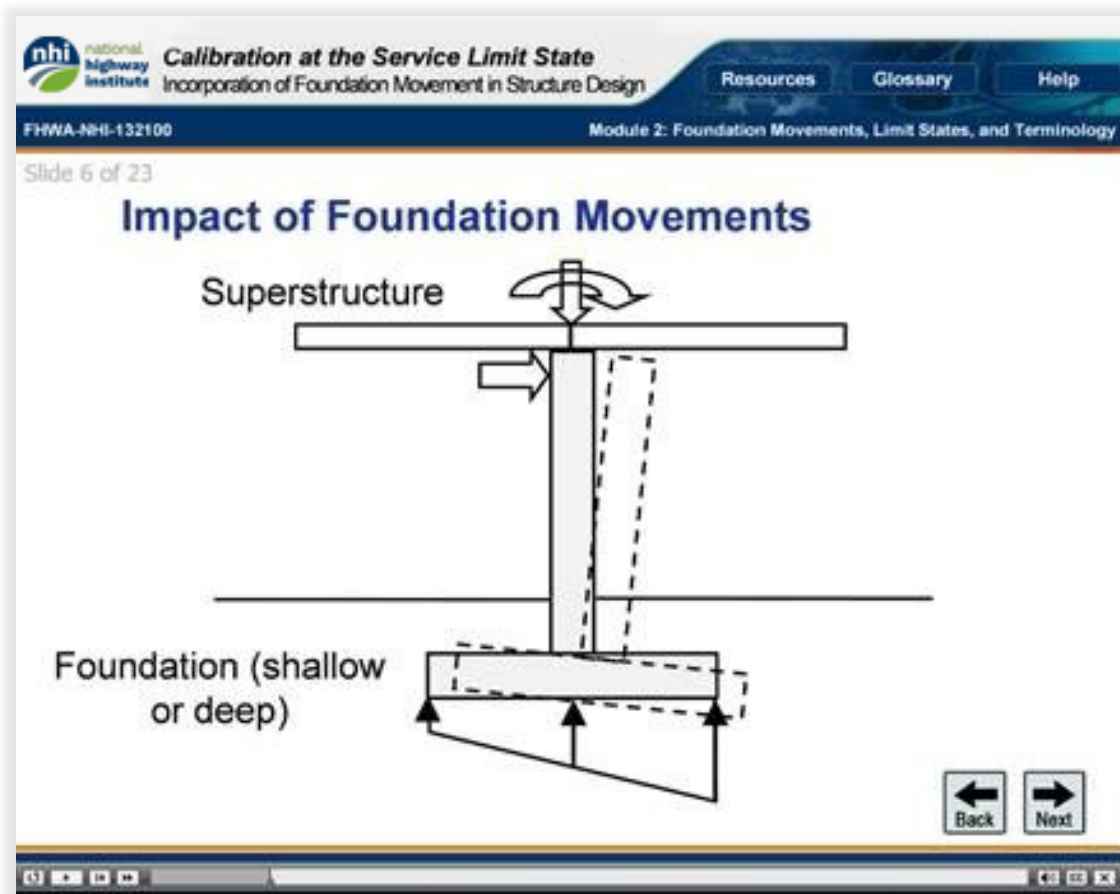 nhi national
highway
institute
Calibration at the Service Limit State
Incorporation of Foundation Movement in Structure Design
Resources
Glossary
Help
FHWA-NHI-132100
Module 2: Foundation Movements, Limit States, and Terminology
Slide 6 of 23
Impact of Foundation Movements
Superstructure
Foundation (shallow
or deep)
Back
Next